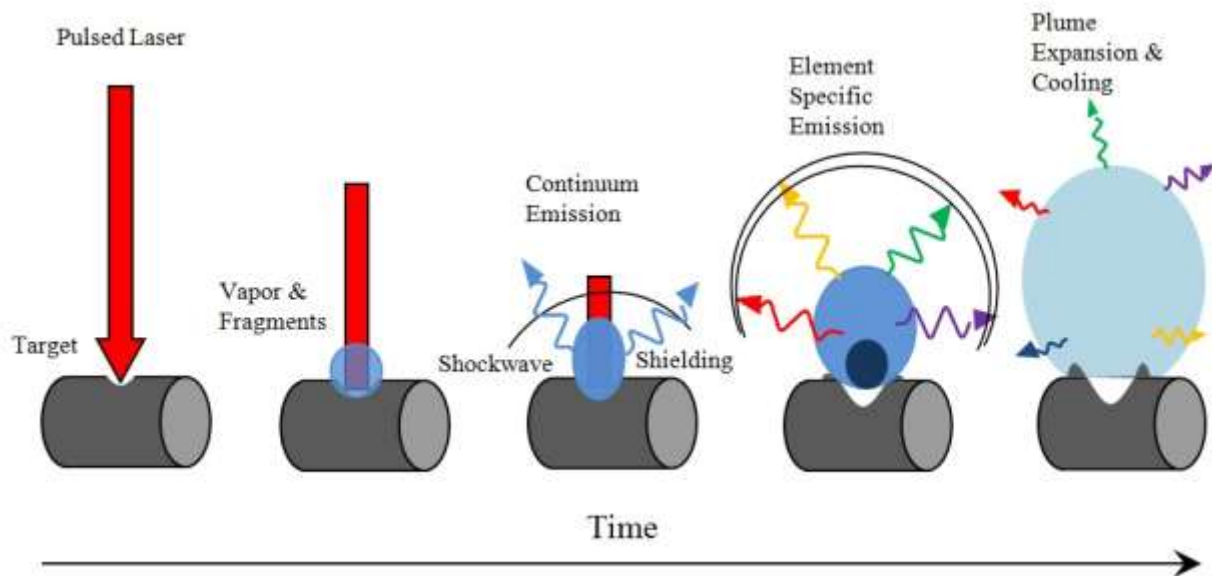 Pulsed Laser
Target
Vapor &
Fragments
Continuum
Emission
Shockwave
Shielding
Element
Specific
Emission
Plume
Expansion &
Cooling
Time